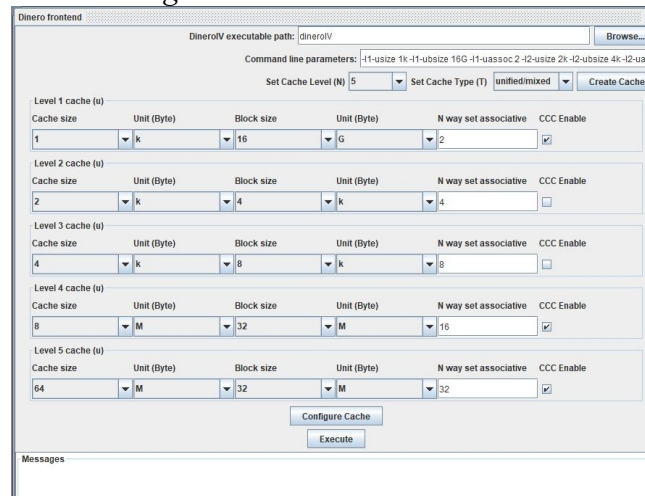 Dinero frontend
DineroIV executable path: dineroIV Browse...
Command line parameters: -l1-usize 1k -l1-ubsize 16G -l1-uassoc 2 -l2-usize 2k -l2-ubsize 4k -l2-ua
Set Cache Level (N) 5 Set Cache Type (T) unified/mixed Create Cache
Level 1 cache (u)
Cache size Unit (Byte) Block size Unit (Byte) N way set associative CCC Enable
1 k 16 G 2
Level 2 cache (u)
Cache size Unit (Byte) Block size Unit (Byte) N way set associative CCC Enable
2 k 4 k 4
Level 3 cache (u)
Cache size Unit (Byte) Block size Unit (Byte) N way set associative CCC Enable
4 k 8 k 8
Level 4 cache (u)
Cache size Unit (Byte) Block size Unit (Byte) N way set associative CCC Enable
8 M 32 M 16
Level 5 cache (u)
Cache size Unit (Byte) Block size Unit (Byte) N way set associative CCC Enable
64 M 32 M 32
Configure Cache
Execute
Messages